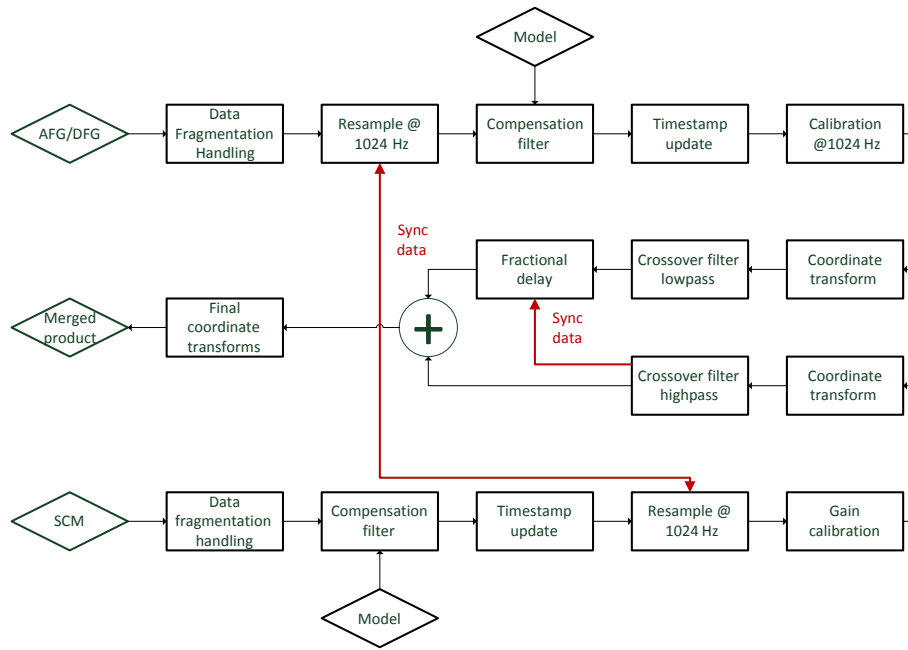 Model
AFG/DFG
Data
Fragmentation
Handling
Resample @
1024 Hz
Compensation
filter
Timestamp
update
Calibration
@1024 Hz
Sync
data
Fractional
delay
Crossover filter
lowpass
Coordinate
transform
Merged
product
Final
coordinate
transforms
+
Sync
data
Crossover filter
highpass
Coordinate
transform
SCM
Data
fragmentation
handling
Compensation
filter
Timestamp
update
Resample @
1024 Hz
Gain
calibration
Model